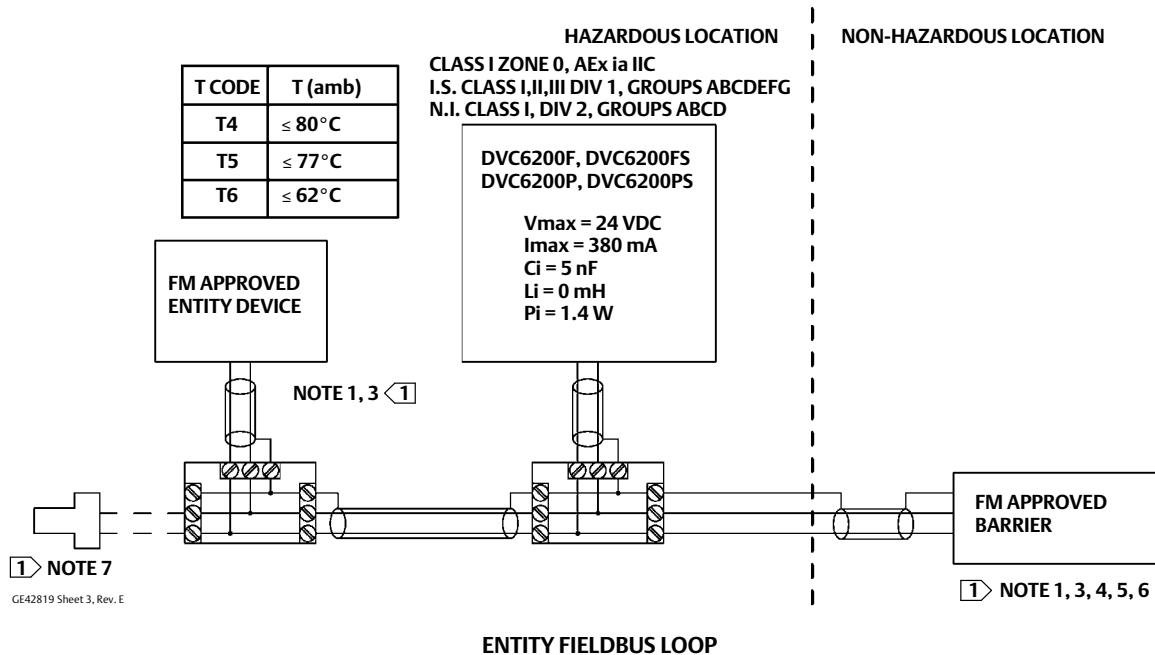 HAZARDOUS LOCATION
NON-HAZARDOUS LOCATION
CLASS I ZONE 0, AEx ia IIC
I.S. CLASS I,II,III DIV 1, GROUPS ABCDEFG
N.I. CLASS I, DIV 2, GROUPS ABCD
T CODE T (amb)
T4 ≤ 80°C
T5 ≤ 77°C
T6 ≤ 62°C
DVC6200F, DVC6200FS
DVC6200P, DVC6200PS
Vmax = 24 VDC
Imax = 380 mA
Ci = 5 nF
Li = 0 mH
Pi = 1.4 W
FM APPROVED
ENTITY DEVICE
NOTE 1, 3 1
FM APPROVED
BARRIER
1 NOTE 7
1 NOTE 1, 3, 4, 5, 6
GE42819 Sheet 3, Rev. E
ENTITY FIELDBUS LOOP